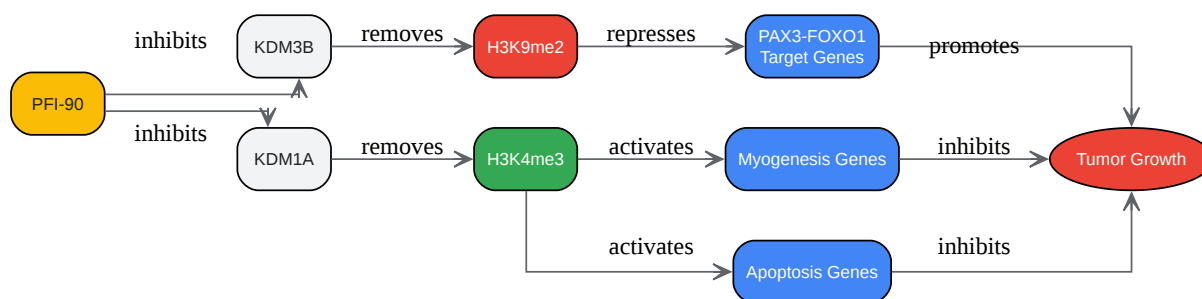 inhibits
KDM3B
removes
H3K9me2
represses
PAX3-FOXO1
Target Genes
promotes
PFI-90
inhibits
KDM1A
removes
H3K4me3
activates
Myogenesis Genes
inhibits
Tumor Growth
activates
Apoptosis Genes
inhibits